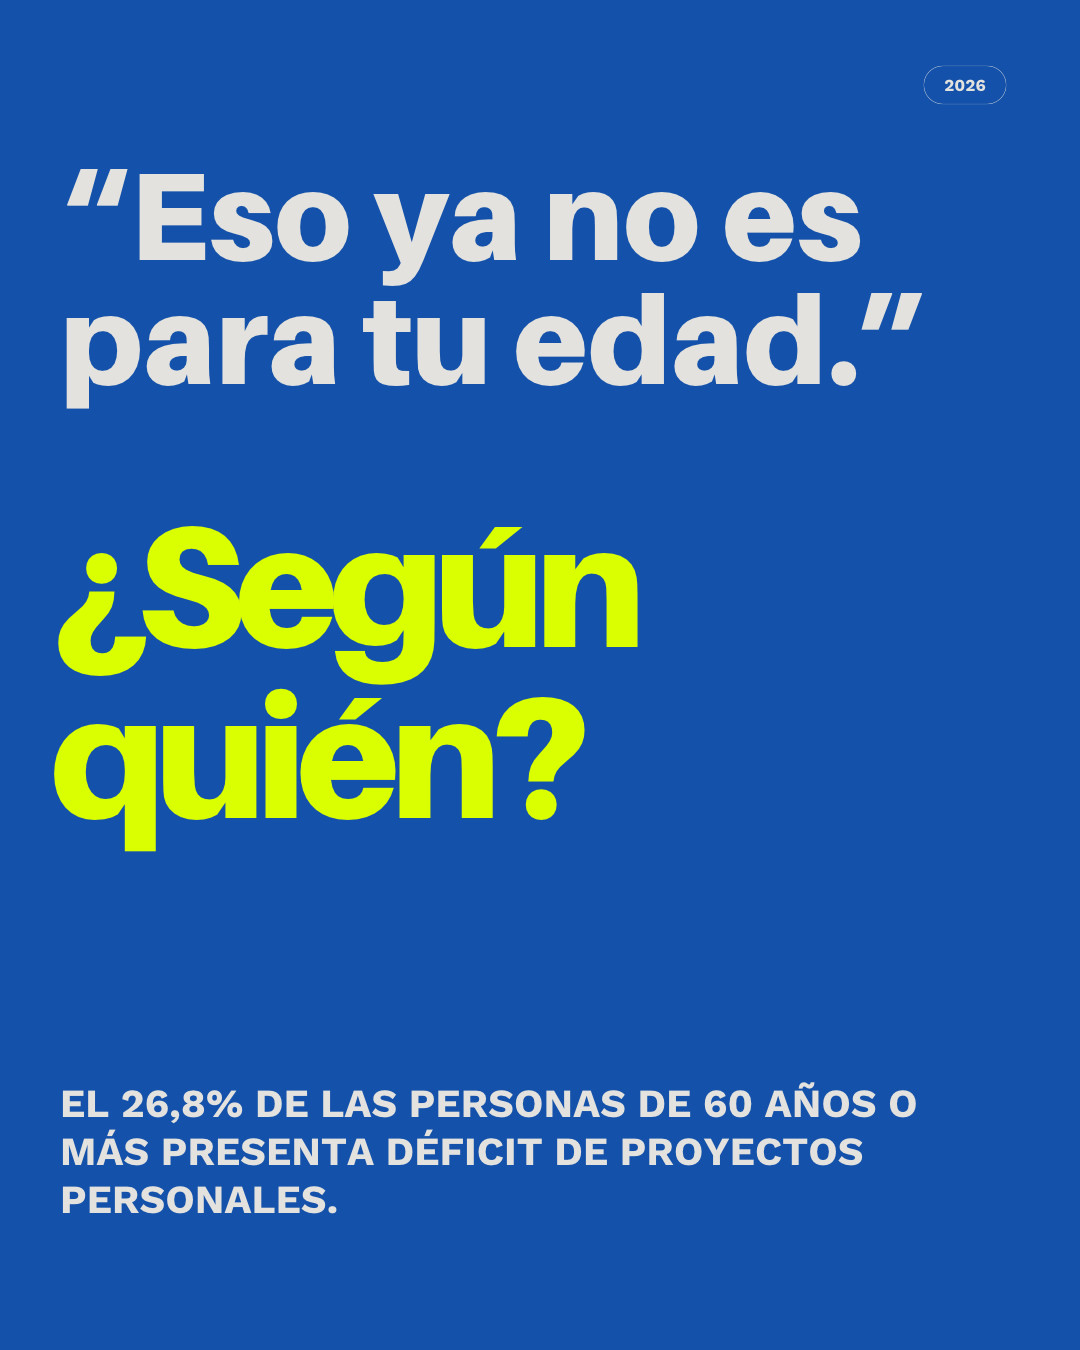 2026
“Eso ya no es
para tu edad.”
¿Según
quién?
EL 26,8% DE LAS PERSONAS DE 60 AÑOS O
MÁS PRESENTA DÉFICIT DE PROYECTOS
PERSONALES.